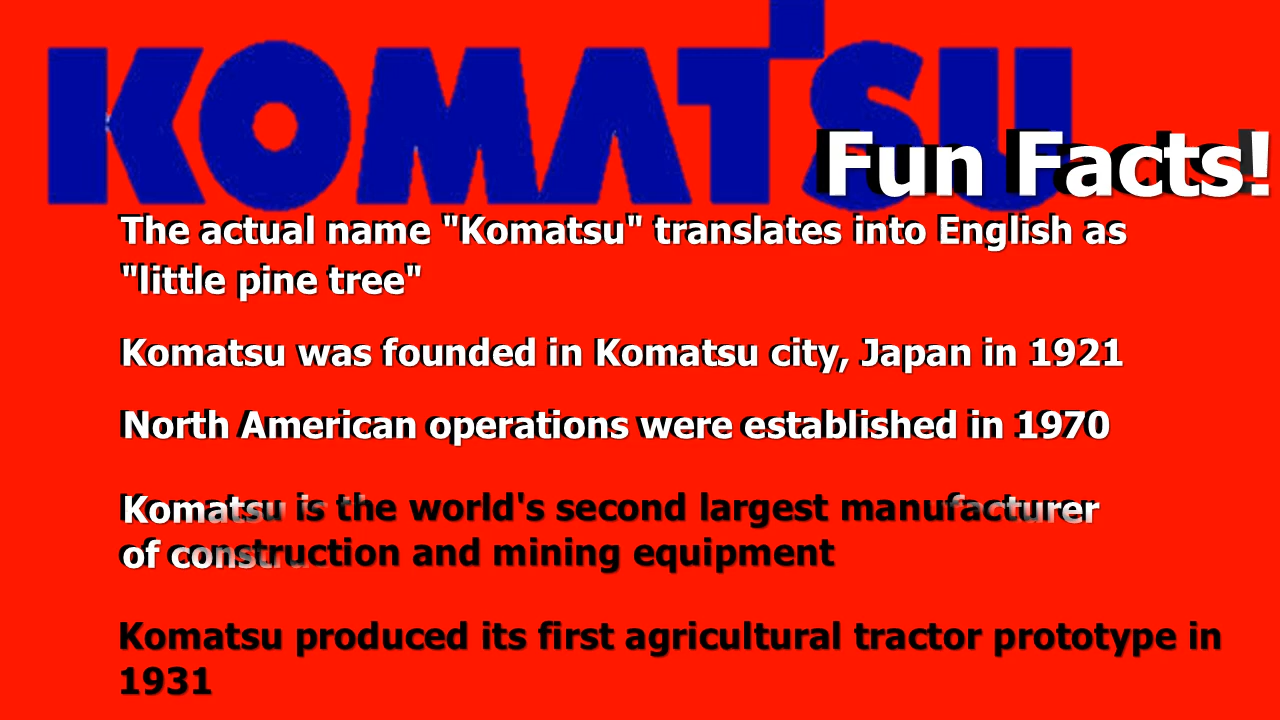 KOMATSU
Fun Facts!
The actual name "Komatsu" translates into English as
"little pine tree"
Komatsu was founded in Komatsu city, Japan in 1921
North American operations were established in 1970
Komatsu is the world's second largest manufacturer
of construction and mining equipment
Komatsu produced its first agricultural tractor prototype in
1931